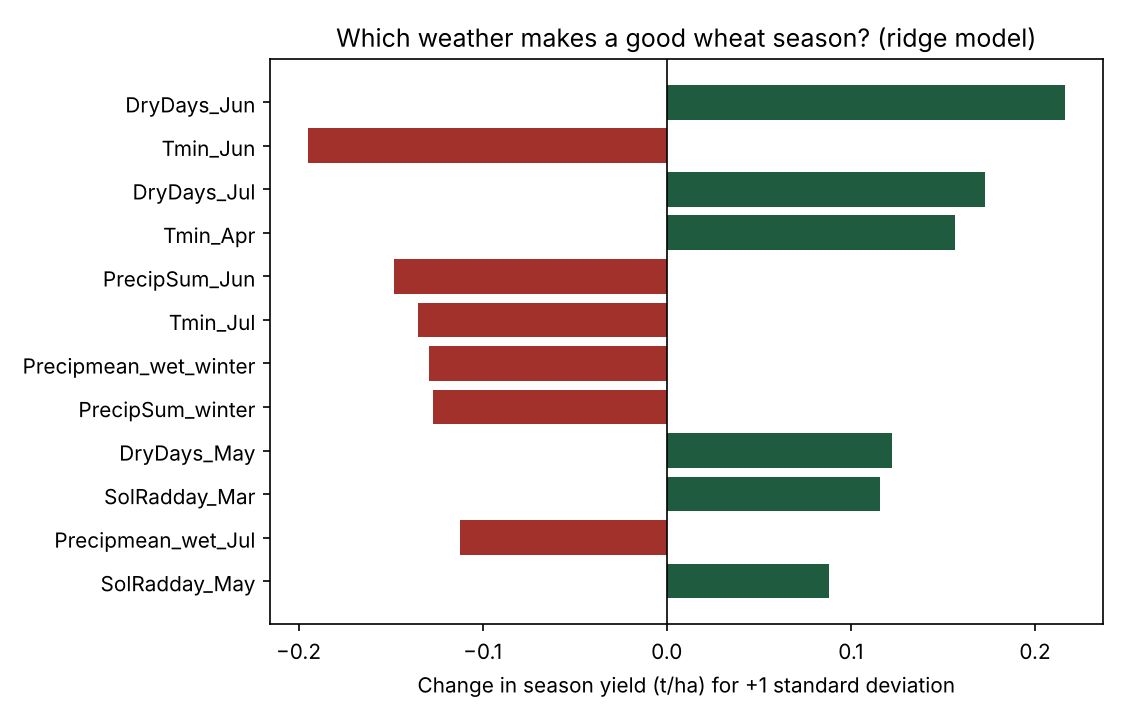 Which weather makes a good wheat season? (ridge model)
DryDays_Jun
Tmin_Jun
DryDays_Jul
Tmin_Apr
PrecipSum_Jun
Tmin_Jul
Precipmean_wet_winter
PrecipSum_winter
DryDays_May
SolRadday_Mar
Precipmean_wet_Jul
SolRadday_May
−0.2 −0.1 0.0 0.1 0.2
Change in season yield (t/ha) for +1 standard deviation